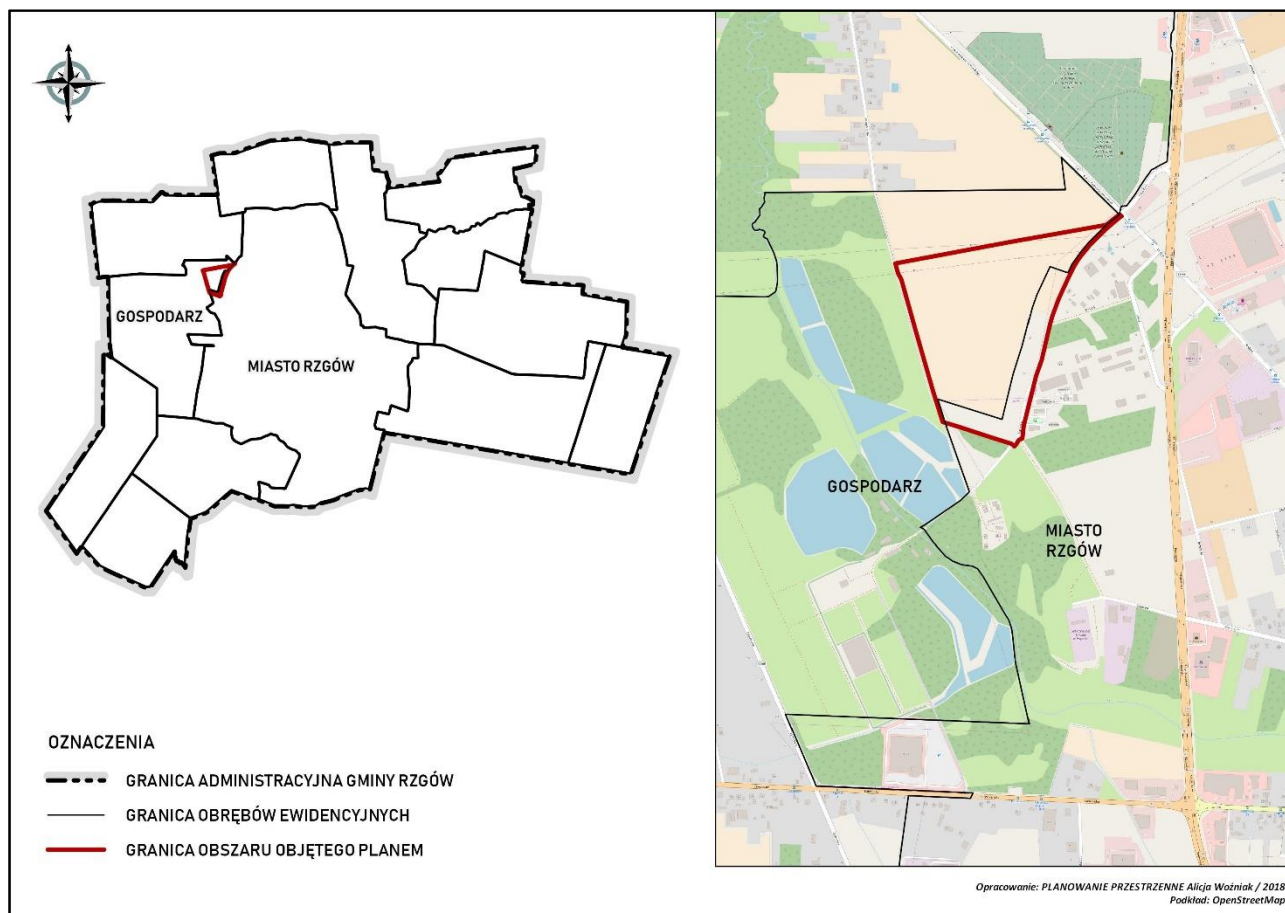 GOSPODARZ
MIASTO RZGÓW
OZNACZENIA
GRANICA ADMINISTRACYJNA GMINY RZGÓW
GRANICA OBRĘBÓW EWIDENCYJNYCH
GRANICA OBSZARU OBJĘTEGO PLANEM
GOSPODARZ
MIASTO
RZGÓW
Opracowanie: PLANOWANIE PRZESTRZENNE Alicja Woźniak / 2018
Podkład: OpenStreetMap